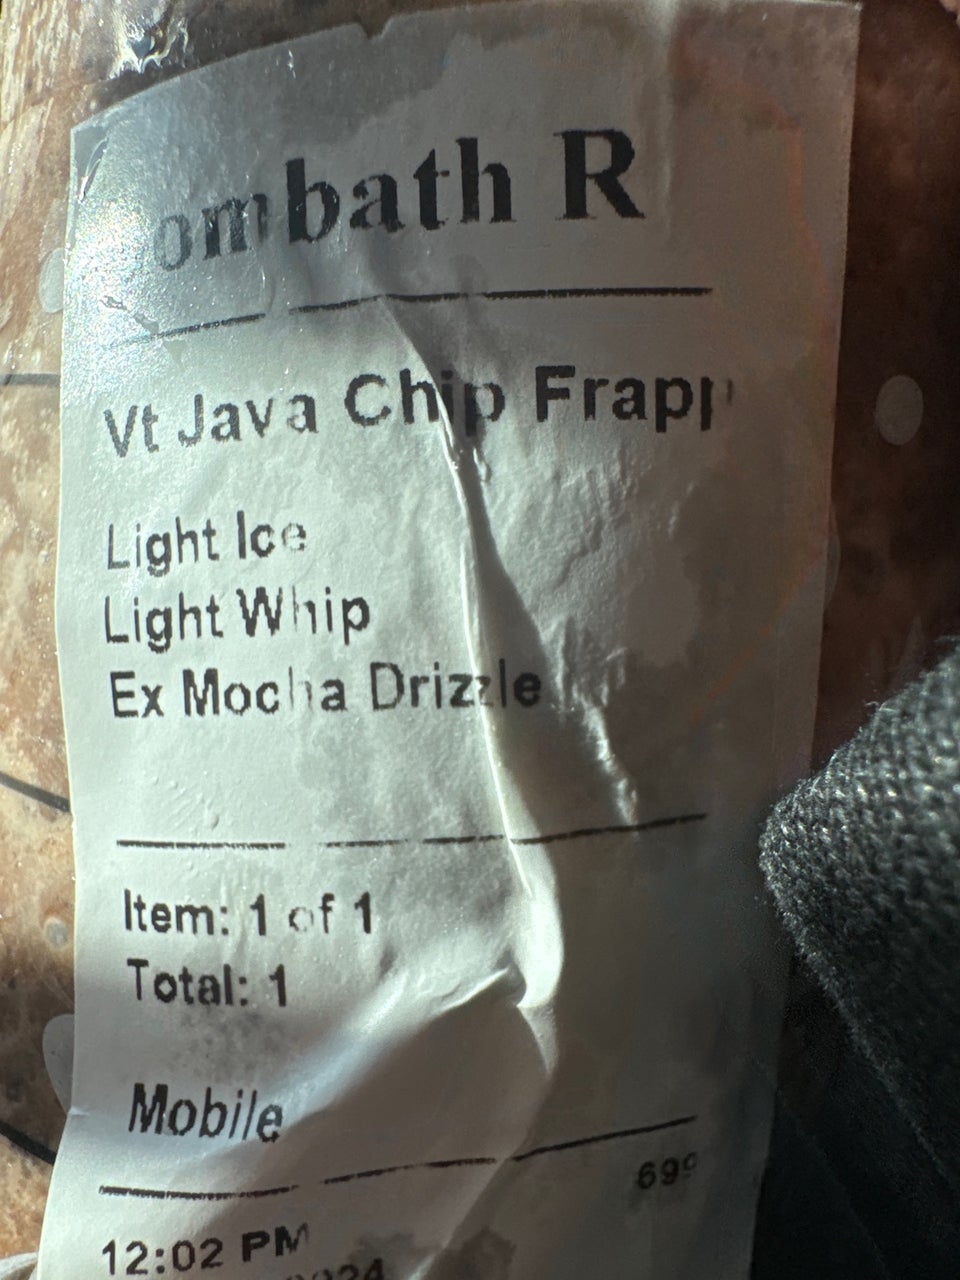 ombath R
Vt Java Chip Frapp
Light Ice
Light Whip
Ex Mocha Drizzle
Item: 1 of 1
Total: 1
Mobile
12:02 PM